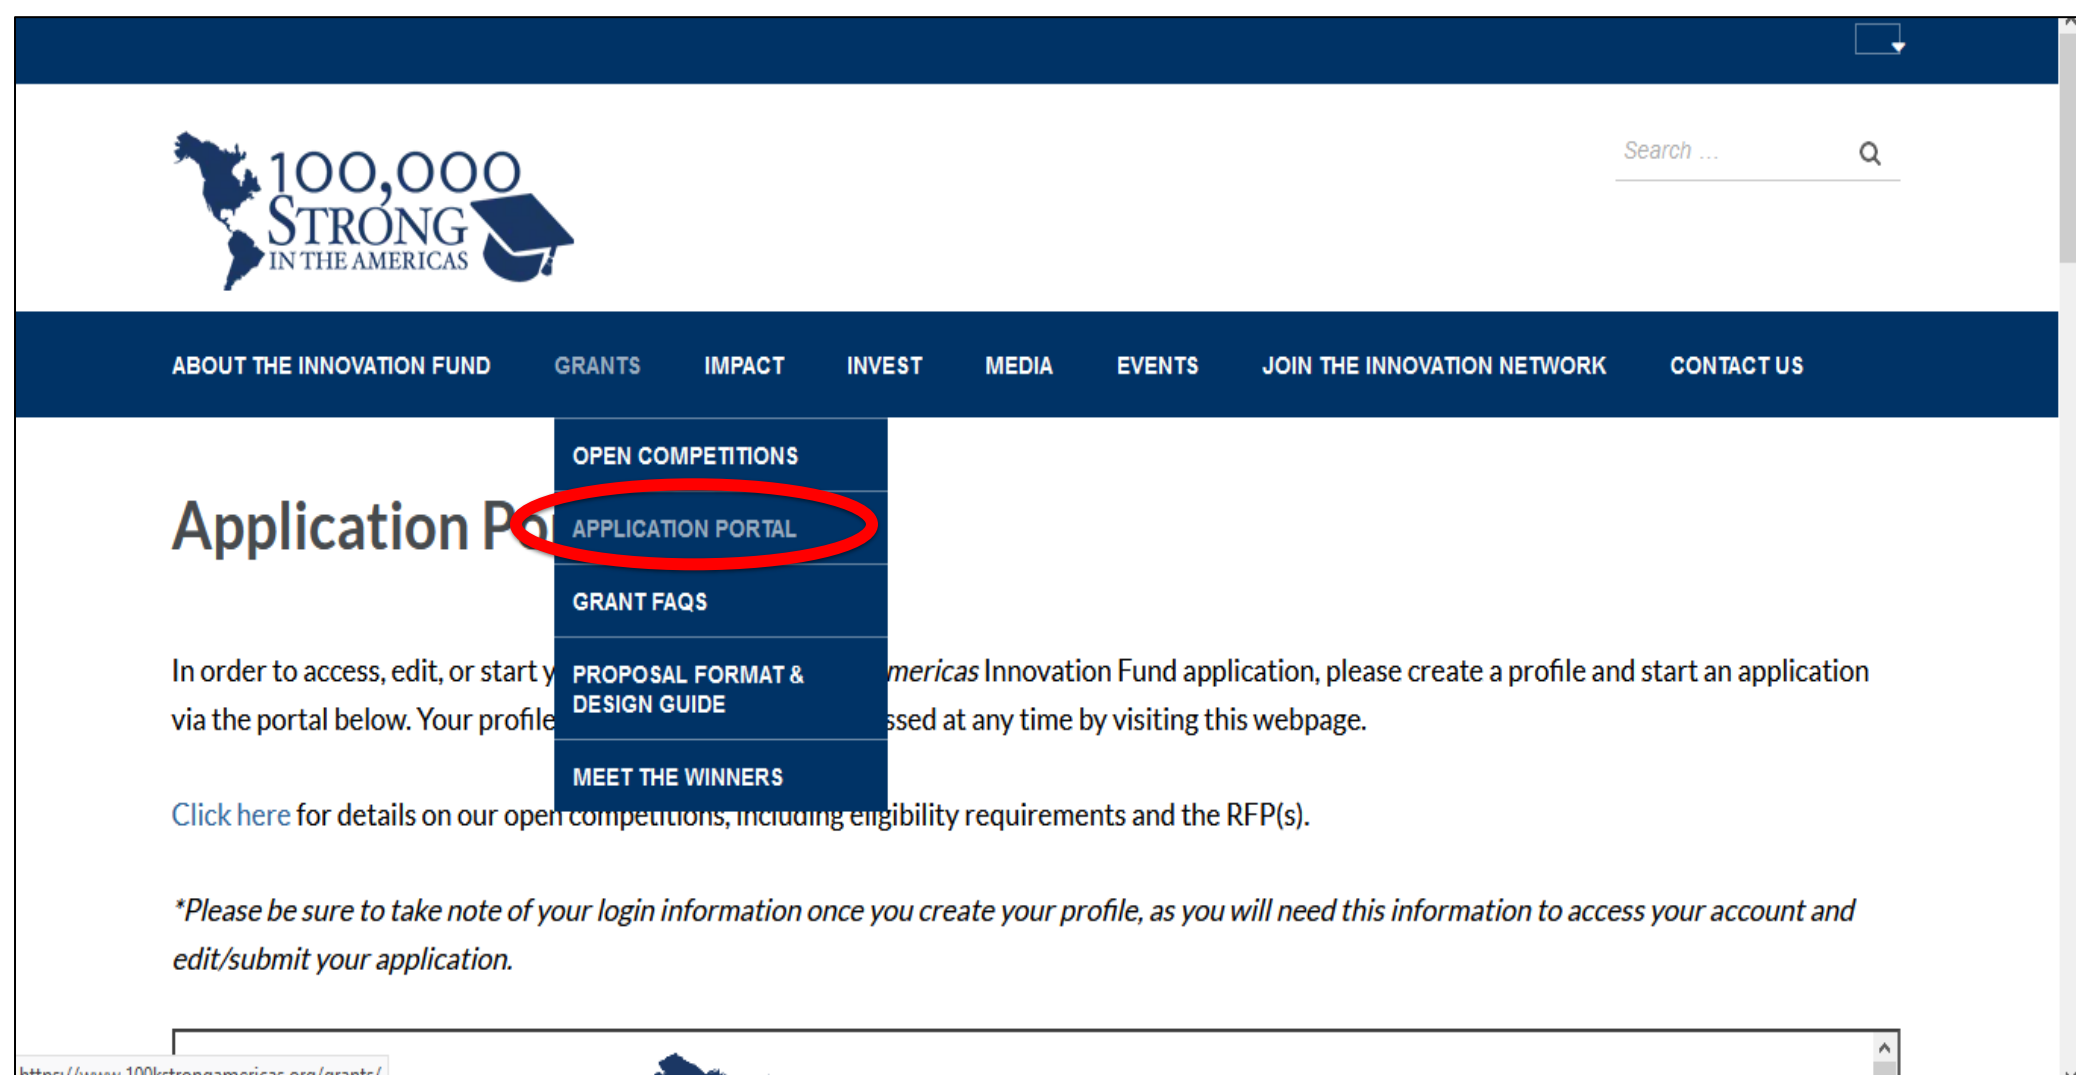 100,000
STRONG
IN THE AMERICAS
Search ...
ABOUT THE INNOVATION FUND GRANTS IMPACT INVEST MEDIA EVENTS JOIN THE INNOVATION NETWORK CONTACT US
OPEN COMPETITIONS
APPLICATION PORTAL
GRANT FAQS
PROPOSAL FORMAT &
DESIGN GUIDE
MEET THE WINNERS
Application
In order to access, edit, or start mericas Innovation Fund application, please create a profile and start an application
via the portal below. Your profile ssed at any time by visiting this webpage.
Click here for details on our open competitions, including eligibility requirements and the RFP(s).
*Please be sure to take note of your login information once you create your profile, as you will need this information to access your account and
edit/submit your application.
https://www.100kstrongamericas.org/grants/